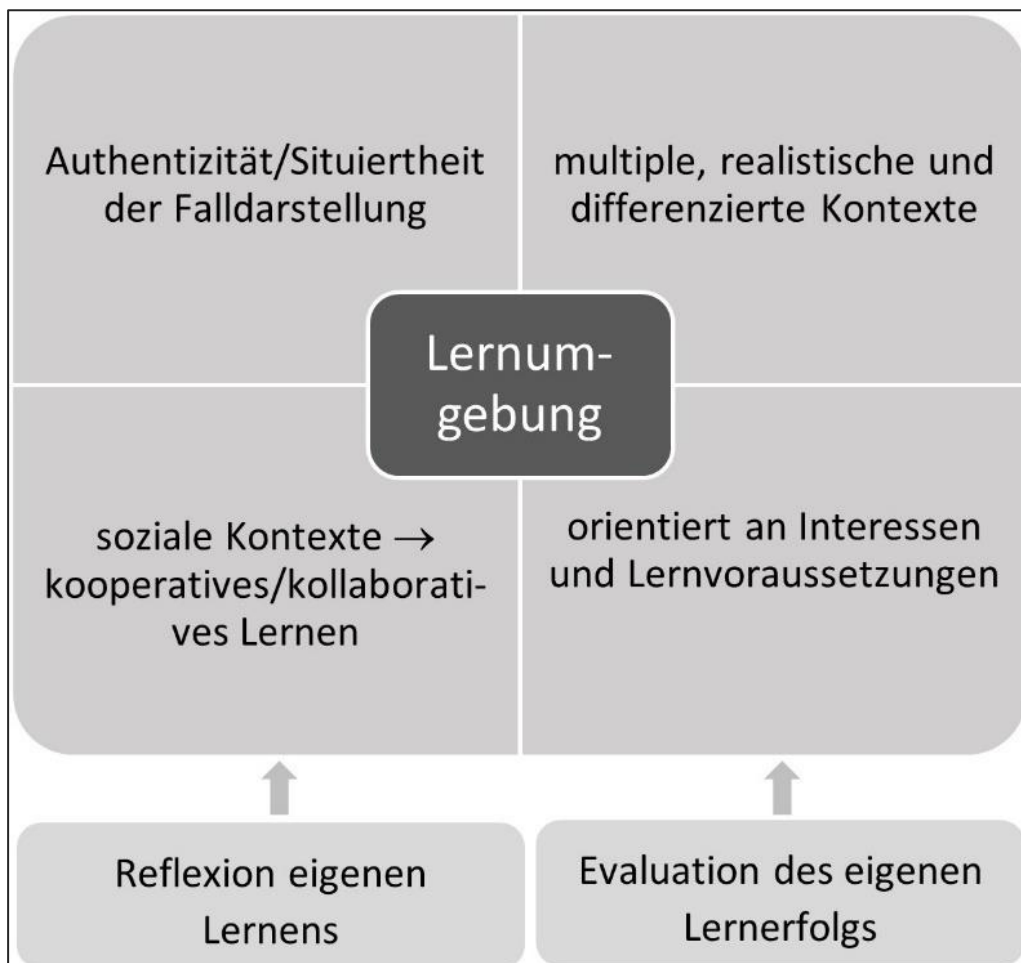 Authentizität/Situiertheit
der Falldarstellung
multiple, realistische und
differenzierte Kontexte
Lernum-
gebung
soziale Kontexte →
kooperatives/kollaborati-
ves Lernen
orientiert an Interessen
und Lernvoraussetzungen
Reflexion eigenen
Lernens
Evaluation des eigenen
Lernerfolgs